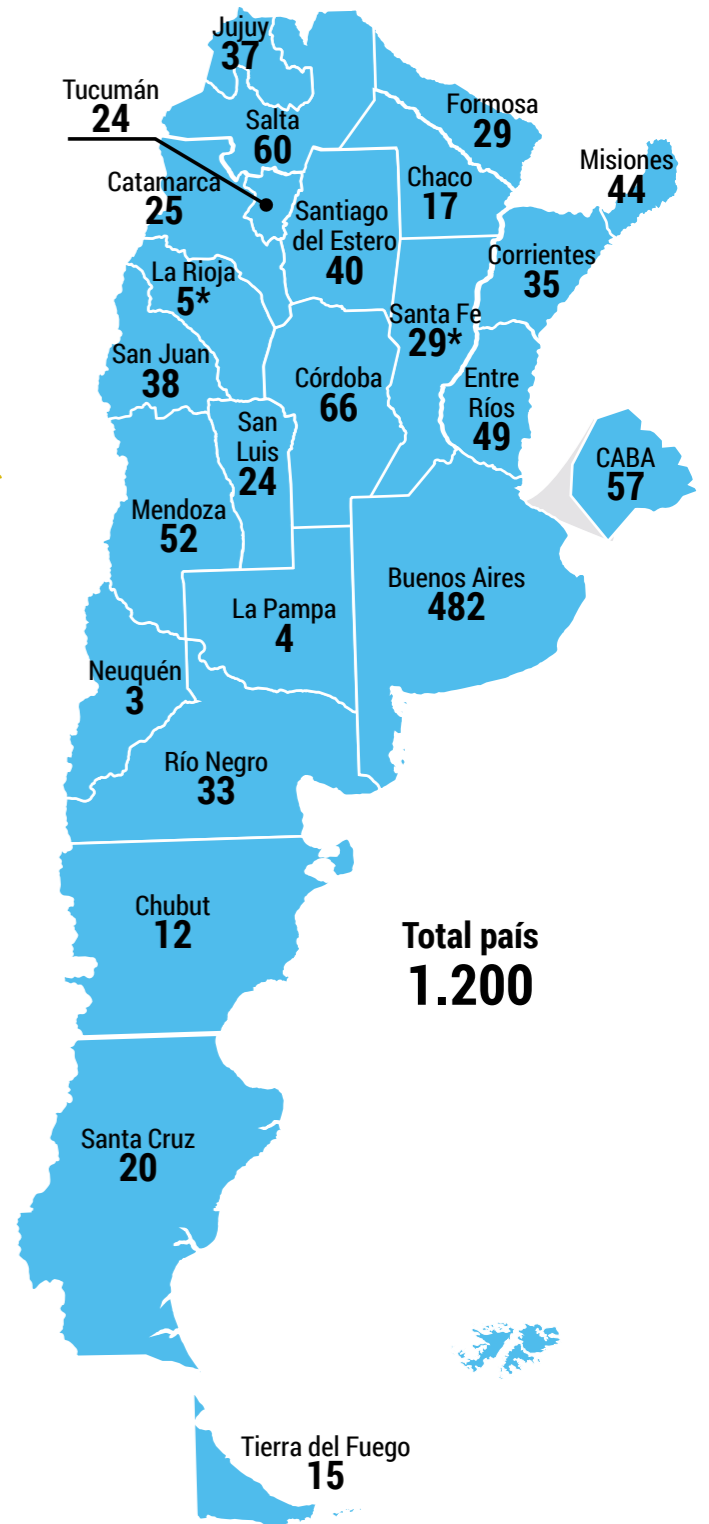 Jujuy
37
Tucumán
24
Salta
60
Formosa
29
Misiones
44
Catamarca
25
Chaco
17
Santiago
del Estero
40
Corrientes
35
La Rioja
5*
Santa Fe
29*
San Juan
38
Córdoba
66
Entre
Ríos
49
San
Luis
24
CABA
57
Mendoza
52
Buenos Aires
482
La Pampa
4
Neuquén
3
Río Negro
33
Chubut
12
Total país
1.200
Santa Cruz
20
Tierra del Fuego
15